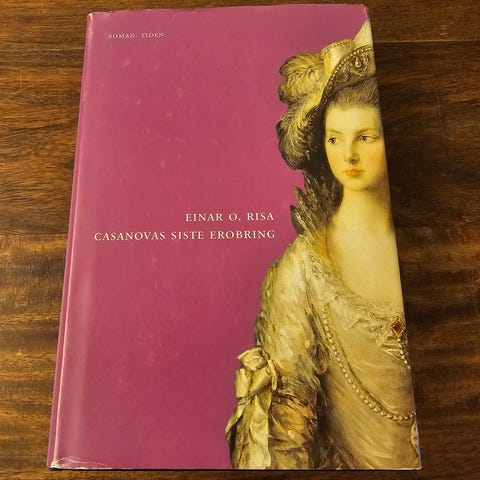 ROMAN TIDEN
EINAR O. RISA
CASANOVAS SISTE EROBRING